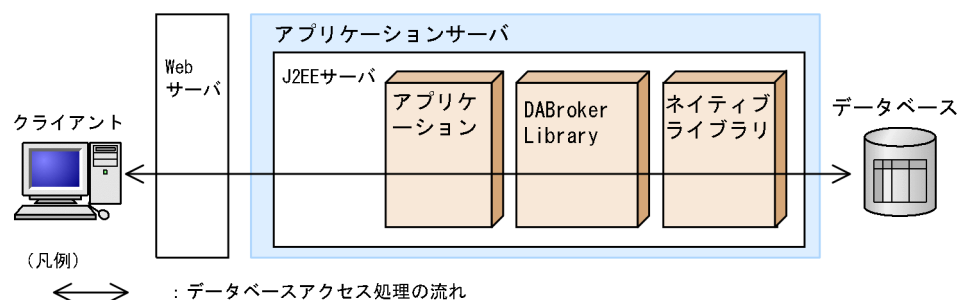 アプリケーションサーバ
Web
サーバ
J2EEサーバ
アプリケ
ーション
DABroker
Library
ネイティブ
ライブラリ
データベース
クライアント
（凡例）
：データベースアクセス処理の流れ